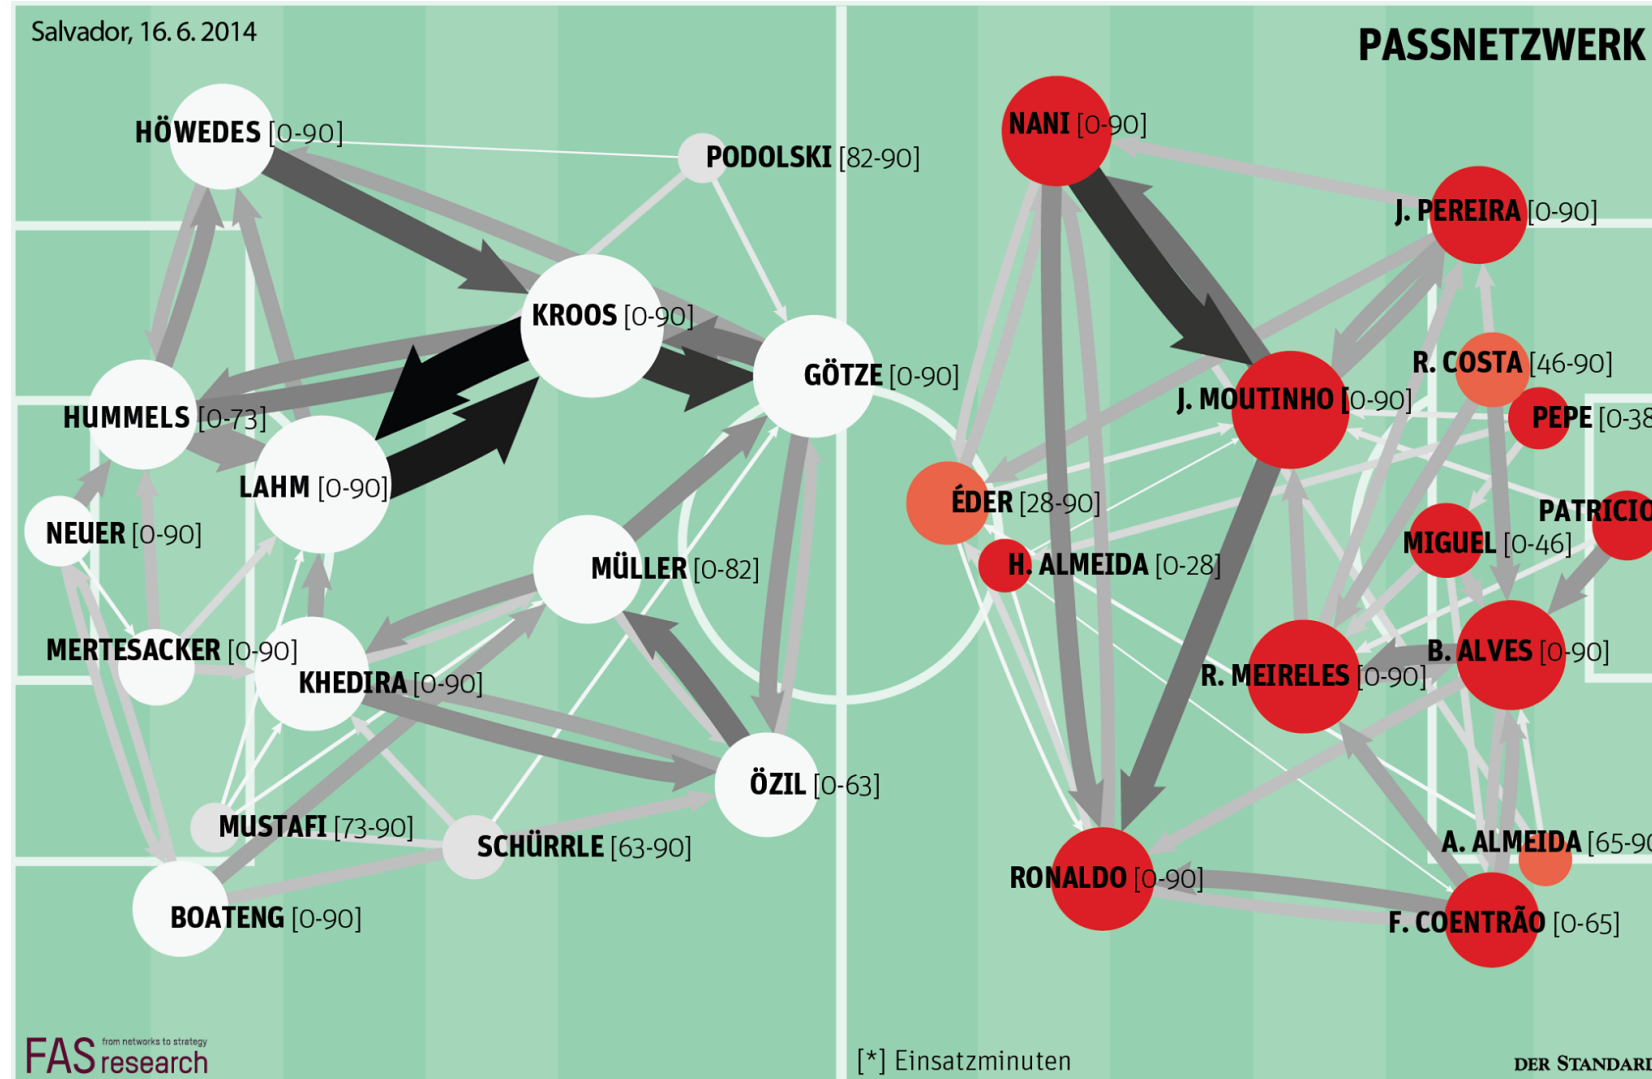 Salvador, 16. 6. 2014
PASSNETZWERK
HÖWEDES [0-90]
PODOLSKI [82-90]
KROOS [0-90]
GÖTZE [0-90]
HUMMELS [0-73]
LAHM [0-90]
NEUER [0-90]
MÜLLER [0-82]
MERTESACKER [0-90]
KHEDIRA [0-90]
ÖZIL [0-63]
MUSTAFI [73-90]
SCHÜRRLE [63-90]
BOATENG [0-90]
NANI [0-90]
J. PEREIRA [0-90]
R. COSTA [46-90]
J. MOUTINHO [0-90]
PEPE [0-38
ÉDER [28-90]
PATRICIO
MIGUEL [0-46]
H. ALMEIDA [0-28]
B. ALVES [0-90]
R. MEIRELES [0-90]
A. ALMEIDA [65-90
RONALDO [0-90]
F. COENTRÃO [0-65]
FAS from networks to strategy
research
[*] Einsatzminuten
DER STANDARD